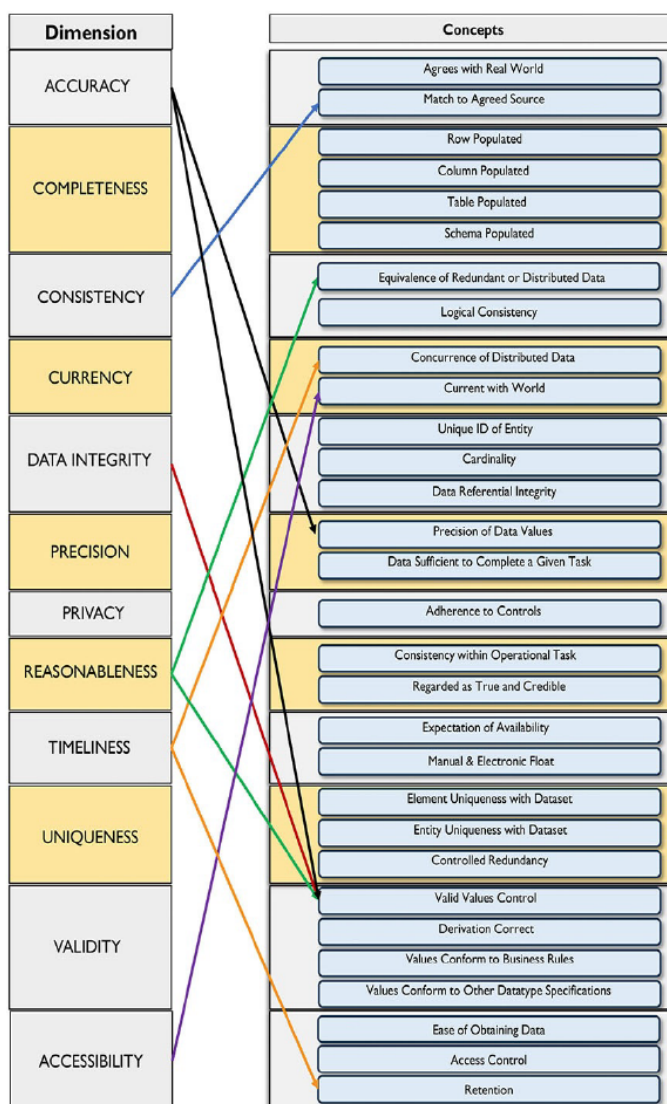 Dimension
Concepts
ACCURACY
Agrees with Real World
Match to Agreed Source
COMPLETENESS
Row Populated
Column Populated
Table Populated
Schema Populated
CONSISTENCY
Equivalence of Redundant or Distributed Data
Logical Consistency
CURRENCY
Concurrence of Distributed Data
Current with World
DATA INTEGRITY
Unique ID of Entity
Cardinality
Data Referential Integrity
PRECISION
Precision of Data Values
Data Sufficient to Complete a Given Task
PRIVACY
Adherence to Controls
REASONABLENESS
Consistency within Operational Task
Regarded as True and Credible
TIMELINESS
Expectation of Availability
Manual & Electronic Float
UNIQUENESS
Element Uniqueness with Dataset
Entity Uniqueness with Dataset
Controlled Redundancy
VALIDITY
Valid Values Control
Derivation Correct
Values Conform to Business Rules
Values Conform to Other Datatype Specifications
ACCESSIBILITY
Ease of Obtaining Data
Access Control
Retention